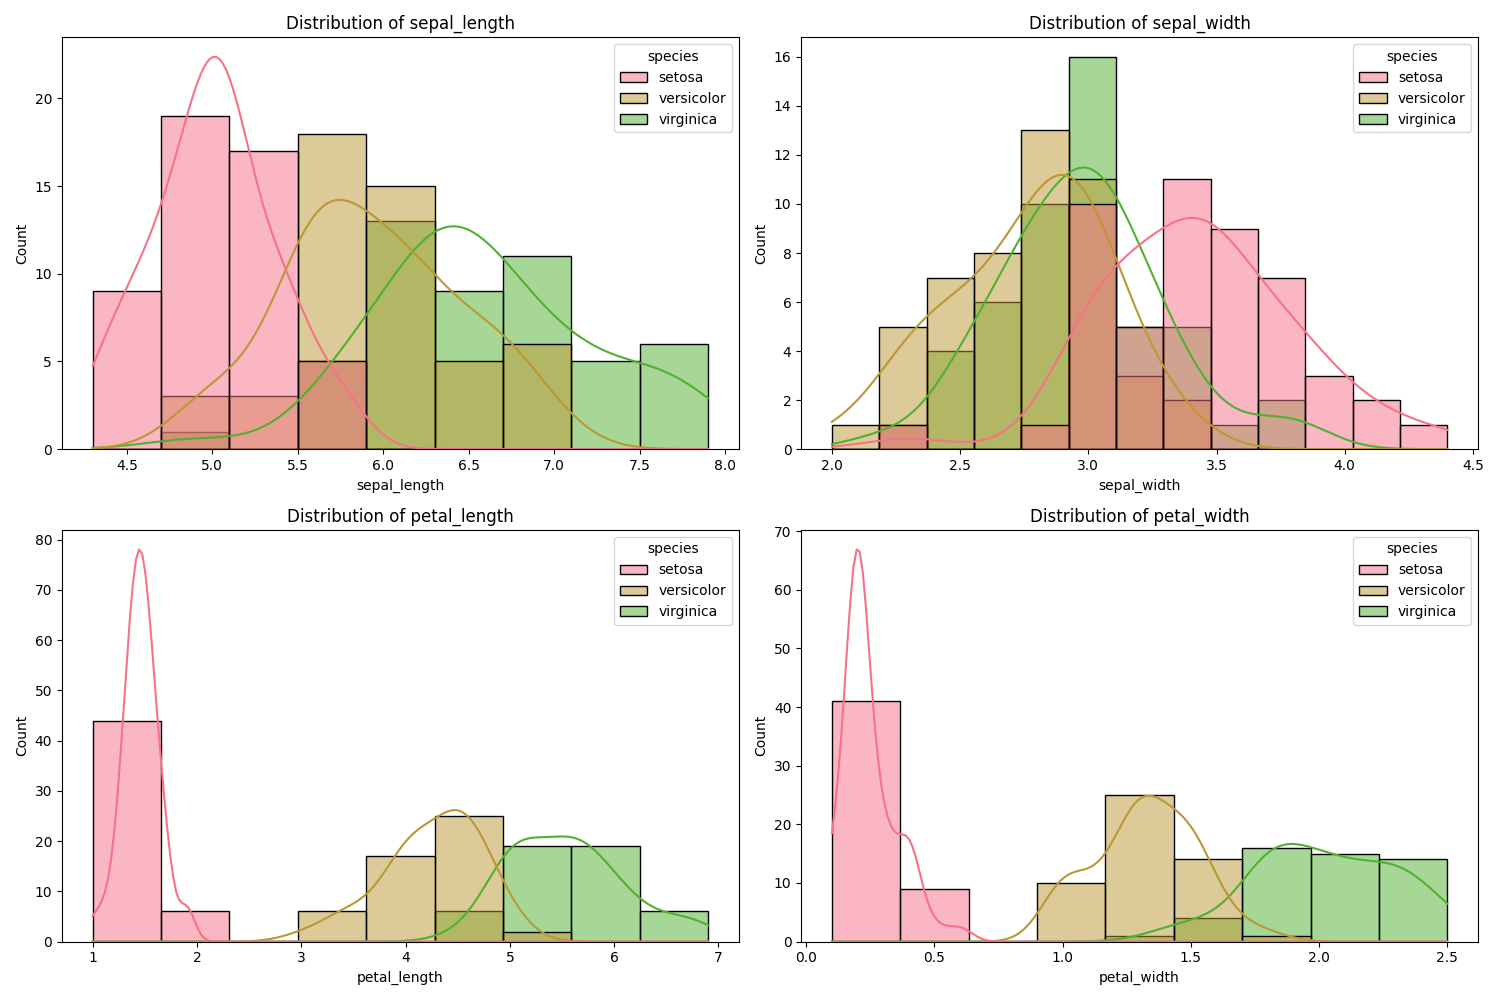 Distribution of sepal_length
species
setosa
versicolor
virginica
Count
20
15
10
5
0
4.5 5.0 5.5 6.0 6.5 7.0 7.5 8.0
sepal_length
Distribution of sepal_width
species
setosa
versicolor
virginica
Count
16
14
12
10
8
6
4
2
0
2.0 2.5 3.0 3.5 4.0 4.5
sepal_width
Distribution of petal_length
species
setosa
versicolor
virginica
Count
80
70
60
50
40
30
20
10
0
1 2 3 4 5 6 7
petal_length
Distribution of petal_width
species
setosa
versicolor
virginica
Count
70
60
50
40
30
20
10
0
0.0 0.5 1.0 1.5 2.0 2.5
petal_width